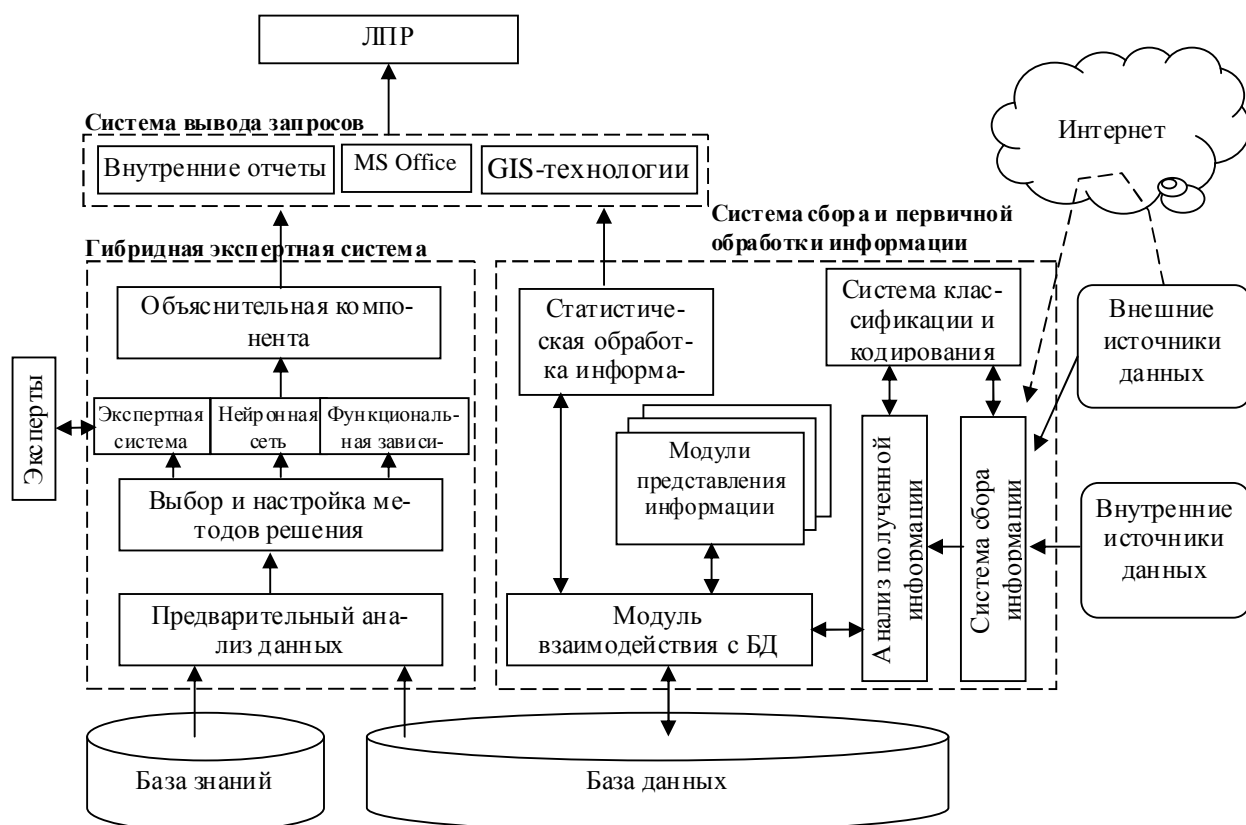 ЛПР
Система вывода запросов
Внутренние отчеты
MS Office
GIS-технологии
Интернет
Система сбора и первичной
обработки информации
Гибридная экспертная система
Объяснительная компо-
нента
Статистиче-
ская обработ-
ка информа-
Система клас-
сификации и
кодирования
Внешние
источники
данных
Эксперты
Экспертная
система
Нейронная
сеть
Функциональ-
ная зависи-
Модули
представления
информации
Выбор и настройка ме-
тодов решения
Анализ полученной
информации
Система сбора
информации
Внутренние
источники
данных
Предварительный ана-
лиз данных
Модуль
взаимодействия с БД
База знаний
База данных